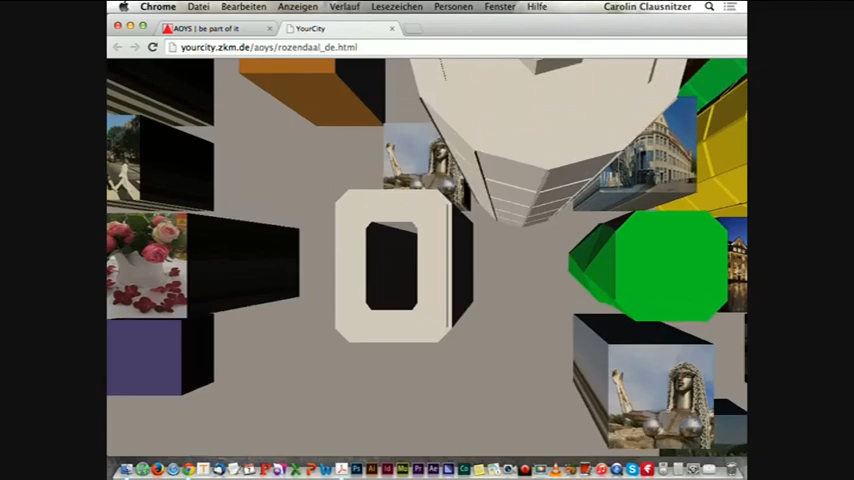 Chrome Datei Bearbeiten Anzeigen Verlauf Lesezeichen Personen Fenster Hilfe Carolin Clausnitzer
AOYS | be part of it YourCity
yourcity.zkm.de/aoys/rozendaal_de.html